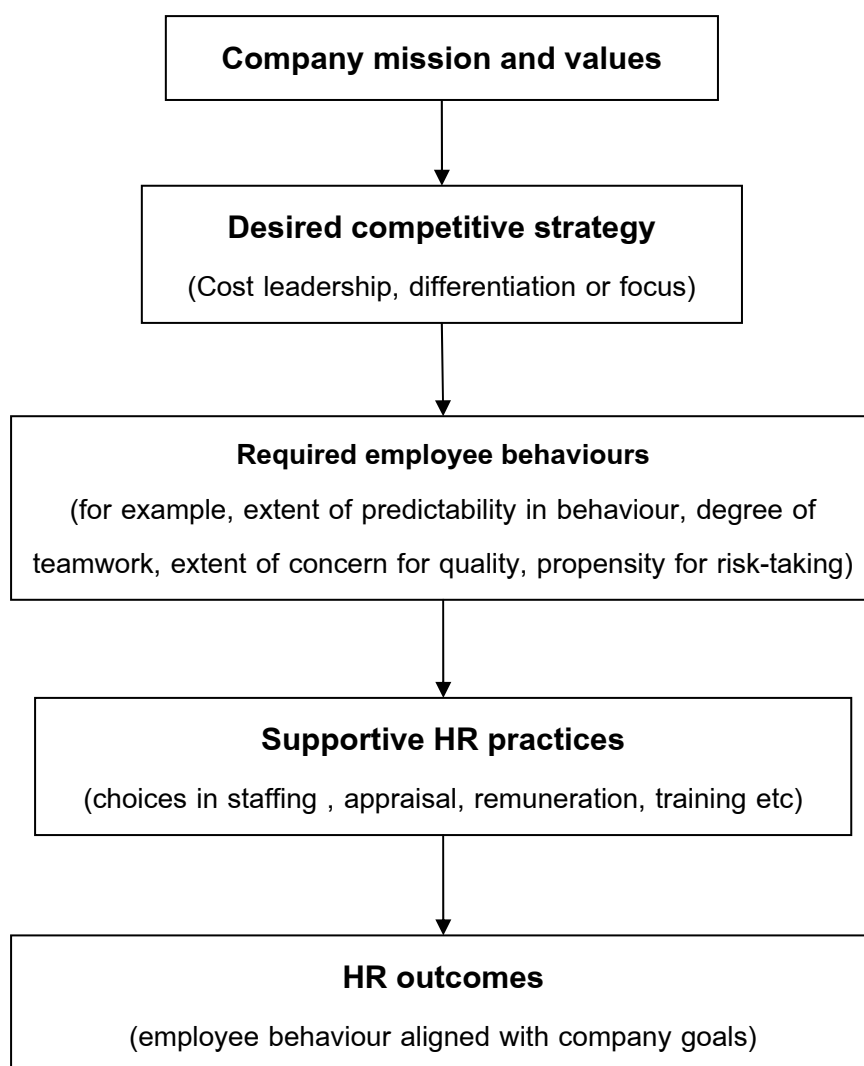 Company mission and values
Desired competitive strategy
(Cost leadership, differentiation or focus)
Required employee behaviours
(for example, extent of predictability in behaviour, degree of
teamwork, extent of concern for quality, propensity for risk-taking)
Supportive HR practices
(choices in staffing , appraisal, remuneration, training etc)
HR outcomes
(employee behaviour aligned with company goals)